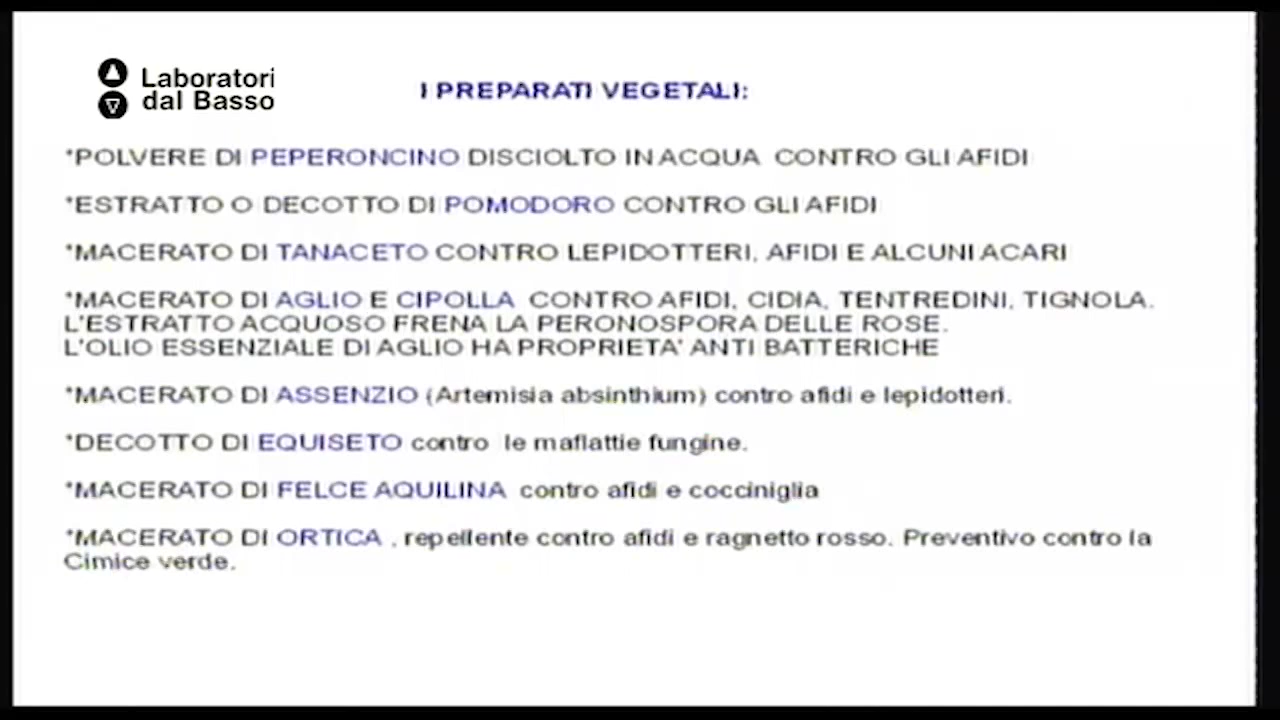 Laboratori
dal Basso
I PREPARATI VEGETALI:
*POLVERE DI PEPERONCINO DISCIOLTO IN ACQUA CONTRO GLI AFIDI
*ESTRATTO O DECOTTO DI POMODORO CONTRO GLI AFIDI
*MACERATO DI TANACETO CONTRO LEPIDOTTERI, AFIDI E ALCUNI ACARI
*MACERATO DI AGLIO E CIPOLLA CONTRO AFIDI, CIDIA, TENTREDINI, TIGNOLA.
L'ESTRATTO ACQUOSO FRENA LA PERONOSPORA DELLE ROSE.
L'OLIO ESSENZIALE DI AGLIO HA PROPRIETA' ANTI BATTERICHE
*MACERATO DI ASSENZIO (Artemisia absinthium) contro afidi e lepidotteri.
*DECOTTO DI EQUISETO contro le maflattie fungine.
*MACERATO DI FELCE AQUILINA contro afidi e cocciniglia
*MACERATO DI ORTICA , repellente contro afidi e ragnetto rosso. Preventivo contro la
Cimice verde.